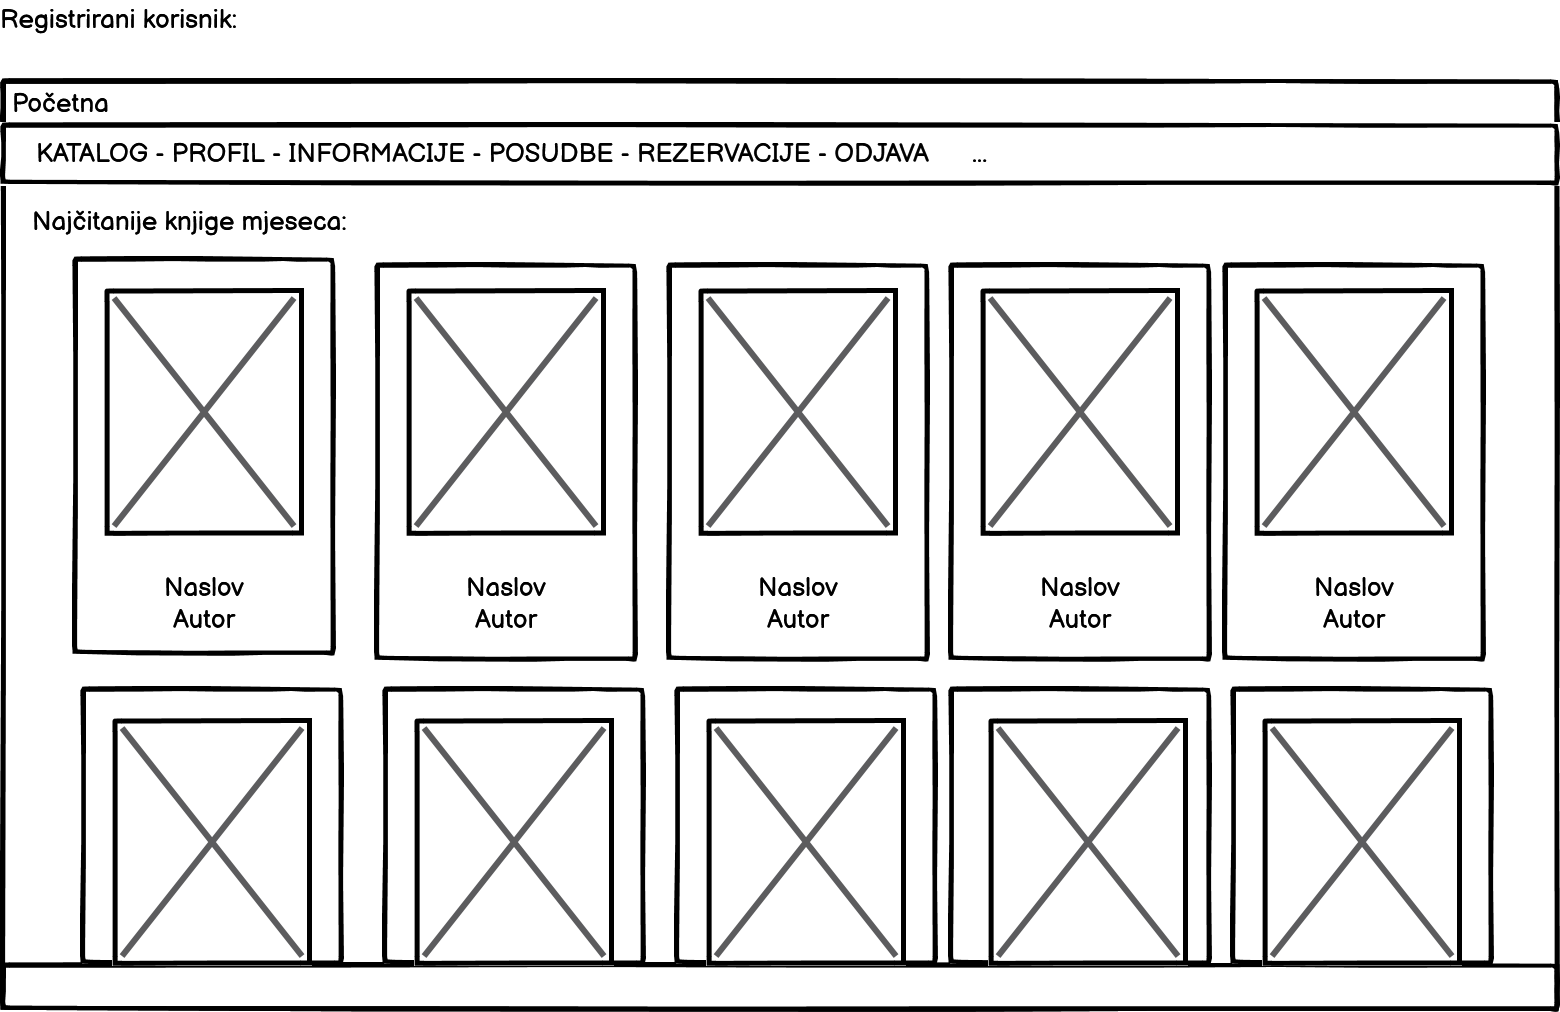 Registrirani korisnik:
Početna
KATALOG - PROFIL - INFORMACIJE - POSUDBE - REZERVACIJE - ODJAVA ...
Najčitanije knjige mjeseca:
Naslov
Autor
Naslov
Autor
Naslov
Autor
Naslov
Autor
Naslov
Autor